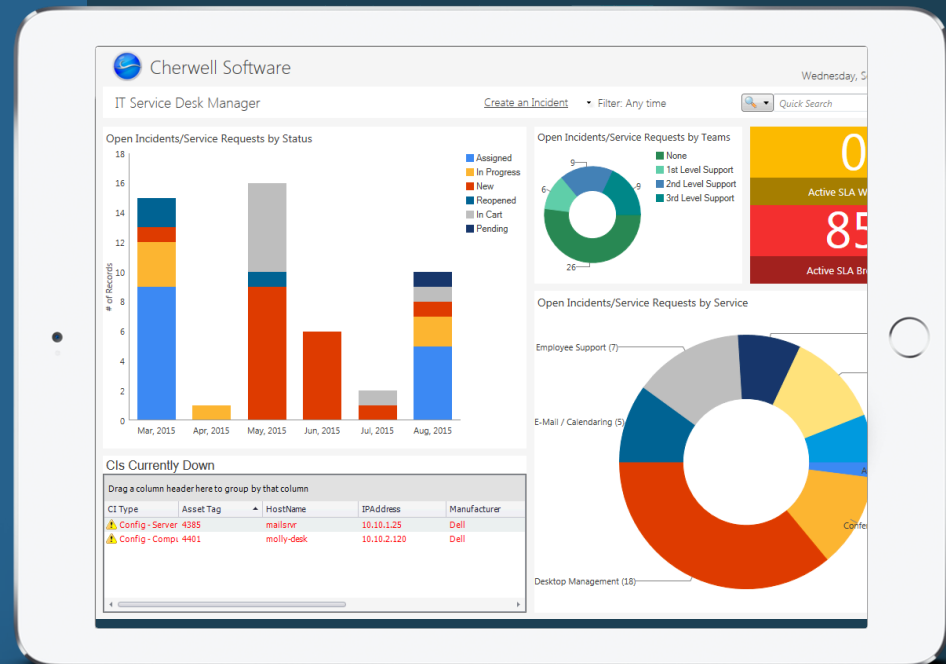 Cherwell Software
Wednesday, S
IT Service Desk Manager
Create an Incident
Filter: Any time
Quick Search
Open Incidents/Service Requests by Status
18
16
14
12
10
8
6
4
2
0
# of Records
Mar, 2015
Apr, 2015
May, 2015
Jun, 2015
Jul, 2015
Aug, 2015
Assigned
In Progress
New
Reopened
In Cart
Pending
Open Incidents/Service Requests by Teams
9
6
9
26
None
1st Level Support
2nd Level Support
3rd Level Support
0
Active SLA W
85
Active SLA Br
Open Incidents/Service Requests by Service
Employee Support (7)
E-Mail / Calendaring (5)
Desktop Management (18)
A
Confe
CIs Currently Down
Drag a column header here to group by that column
CI Type Asset Tag HostName IPAddress Manufacturer
Config - Server 4385 mailsrvr 10.10.1.25 Dell
Config - Compu 4401 molly-desk 10.10.2.120 Dell